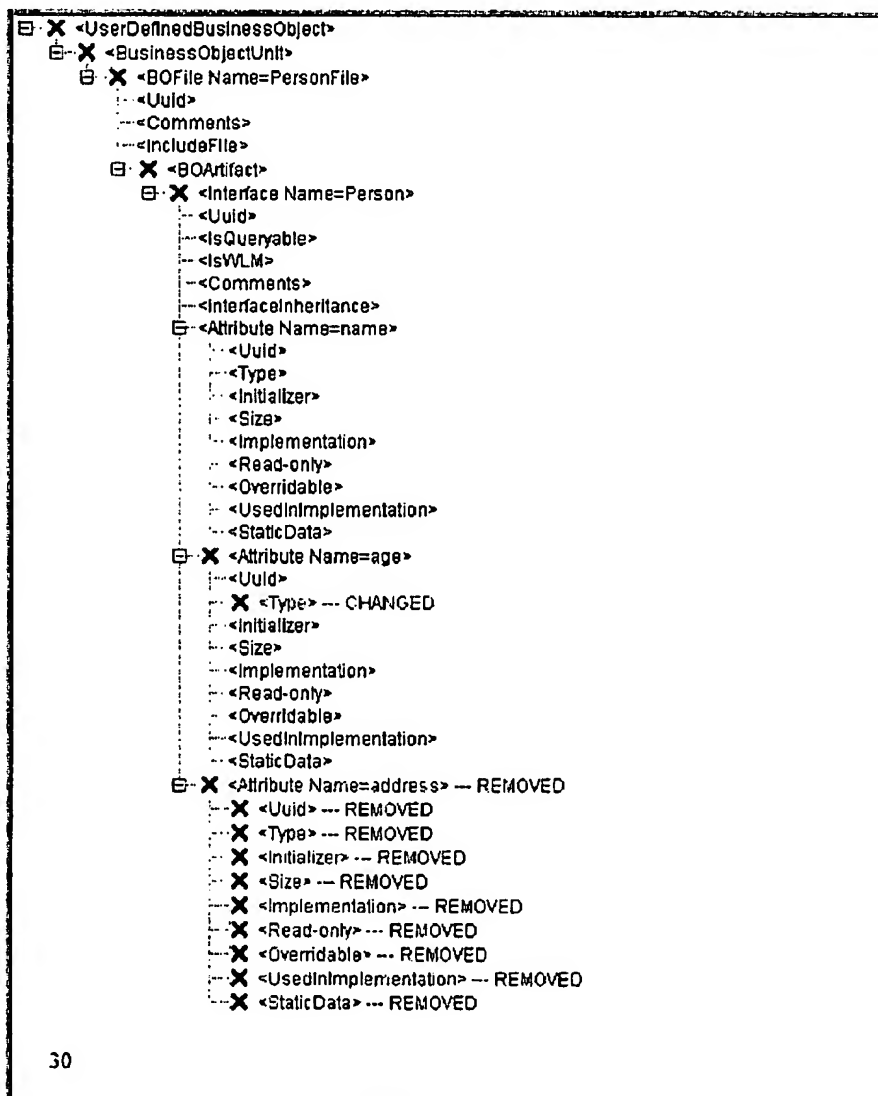 <UserDefinedBusinessObject>
<BusinessObjectUnit>
<BOFile Name=PersonFile>
<Uuid>
<Comments>
<IncludeFile>
<BOArtifact>
<Interface Name=Person>
<Uuid>
<IsQueryable>
<IsWLM>
<Comments>
<InterfaceInheritance>
<Attribute Name=name>
<Uuid>
<Type>
<Initializer>
<Size>
<Implementation>
<Read-only>
<Overridable>
<UsedInImplementation>
<StaticData>
<Attribute Name=age>
<Uuid>
<Type> --- CHANGED
<Initializer>
<Size>
<Implementation>
<Read-only>
<Overridable>
<UsedInImplementation>
<StaticData>
<Attribute Name=address> --- REMOVED
<Uuid> --- REMOVED
<Type> --- REMOVED
<Initializer> --- REMOVED
<Size> --- REMOVED
<Implementation> --- REMOVED
<Read-only> --- REMOVED
<Overridable> --- REMOVED
<UsedInImplementation> --- REMOVED
<StaticData> --- REMOVED
30